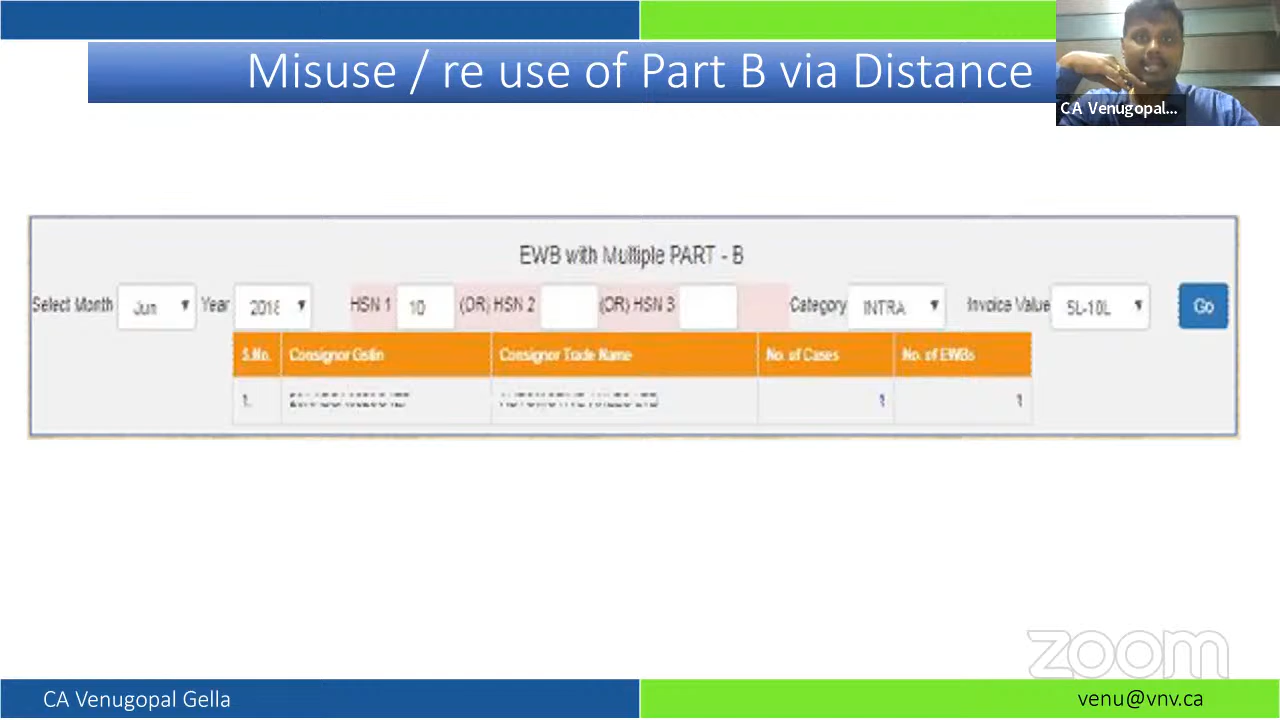 Misuse / re use of Part B via Distance
CA Venugopal...
EWB with Multiple PART - B
Select Month Jun Year 2018 HSN 1 10 (OR) HSN 2 (OR) HSN 3 Category INTRA Invoice Value 5L-10L Go
S.No. Consignor Gstin Consignor Trade Name No. of Cases No. of EWBs
1. 1 1
zoom
CA Venugopal Gella
venu@vnv.ca